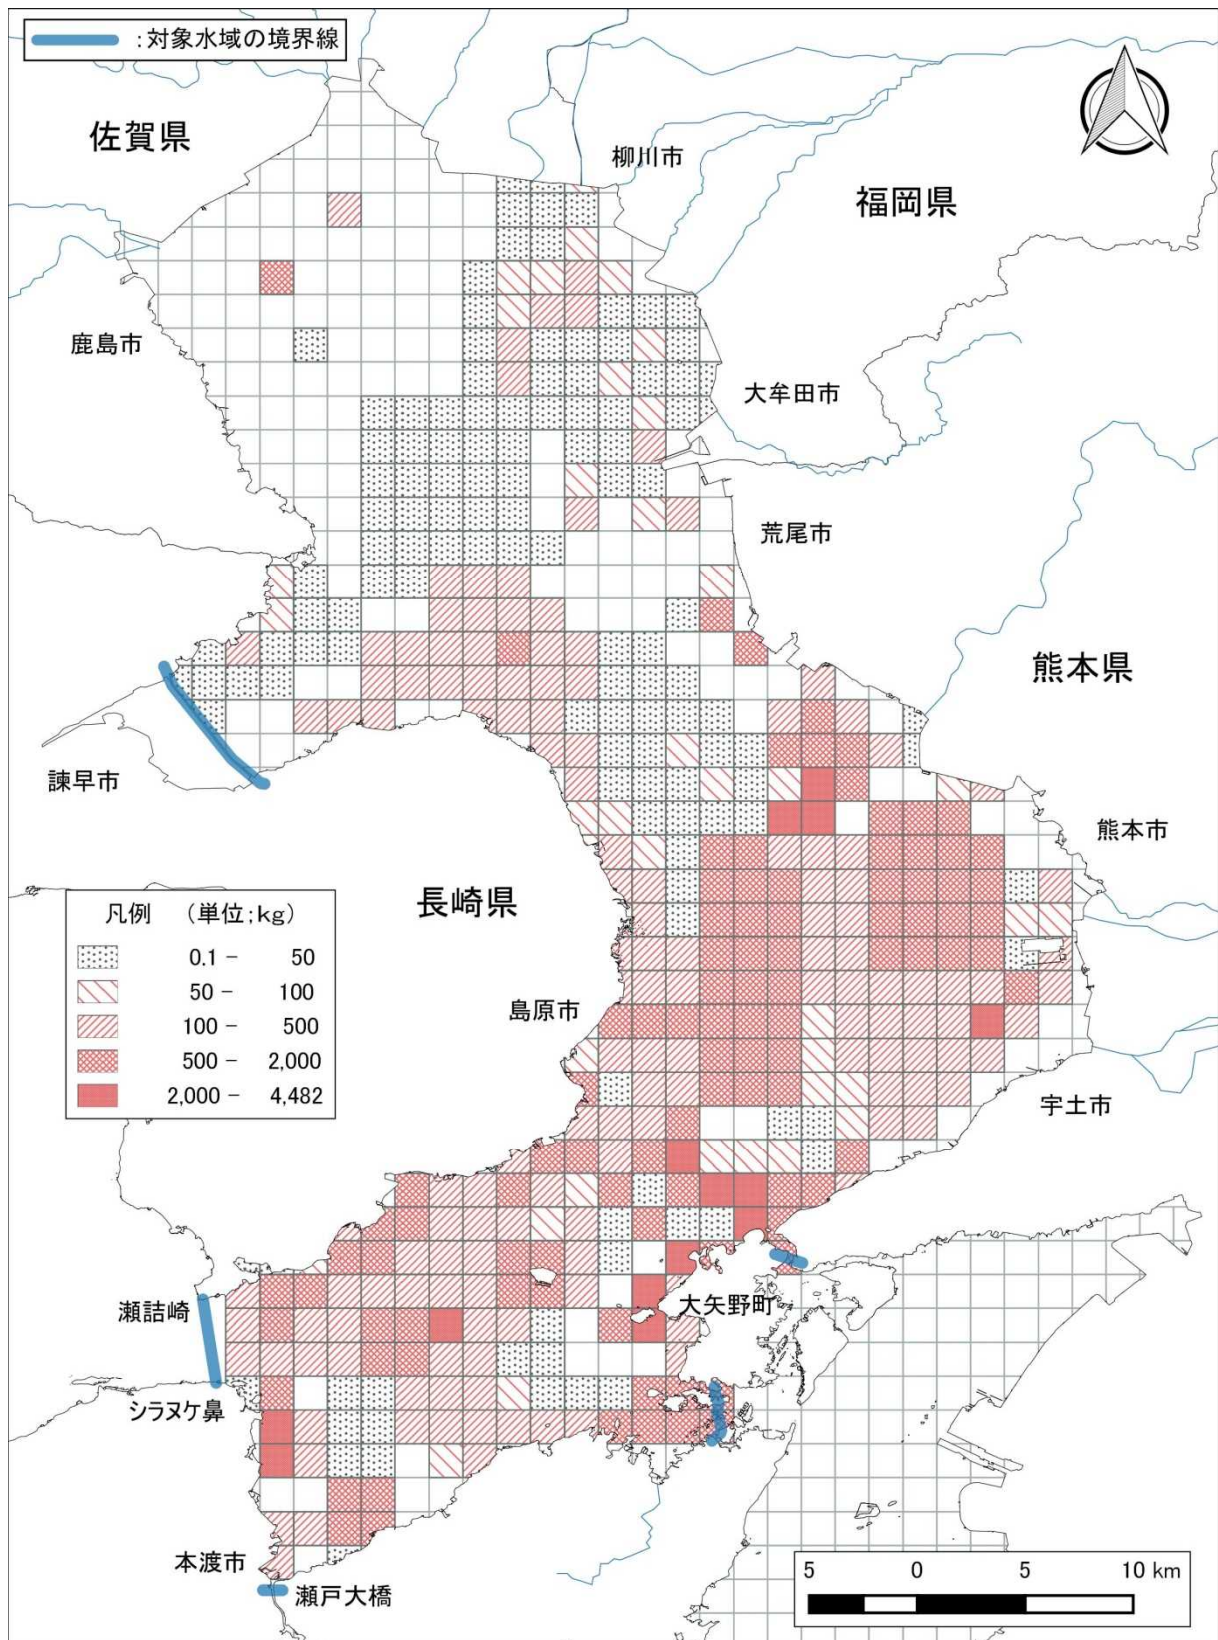 :対象水域の境界線
佐賀県
柳川市
福岡県
鹿島市
大牟田市
荒尾市
熊本県
諫早市
熊本市
長崎県
凡例 (単位;kg)
0.1 - 50
50 - 100
100 - 500
500 - 2,000
2,000 - 4,482
島原市
宇土市
瀬詰崎
大矢野町
シラヌケ鼻
本渡市
瀬戸大橋
5 0 5 10 km